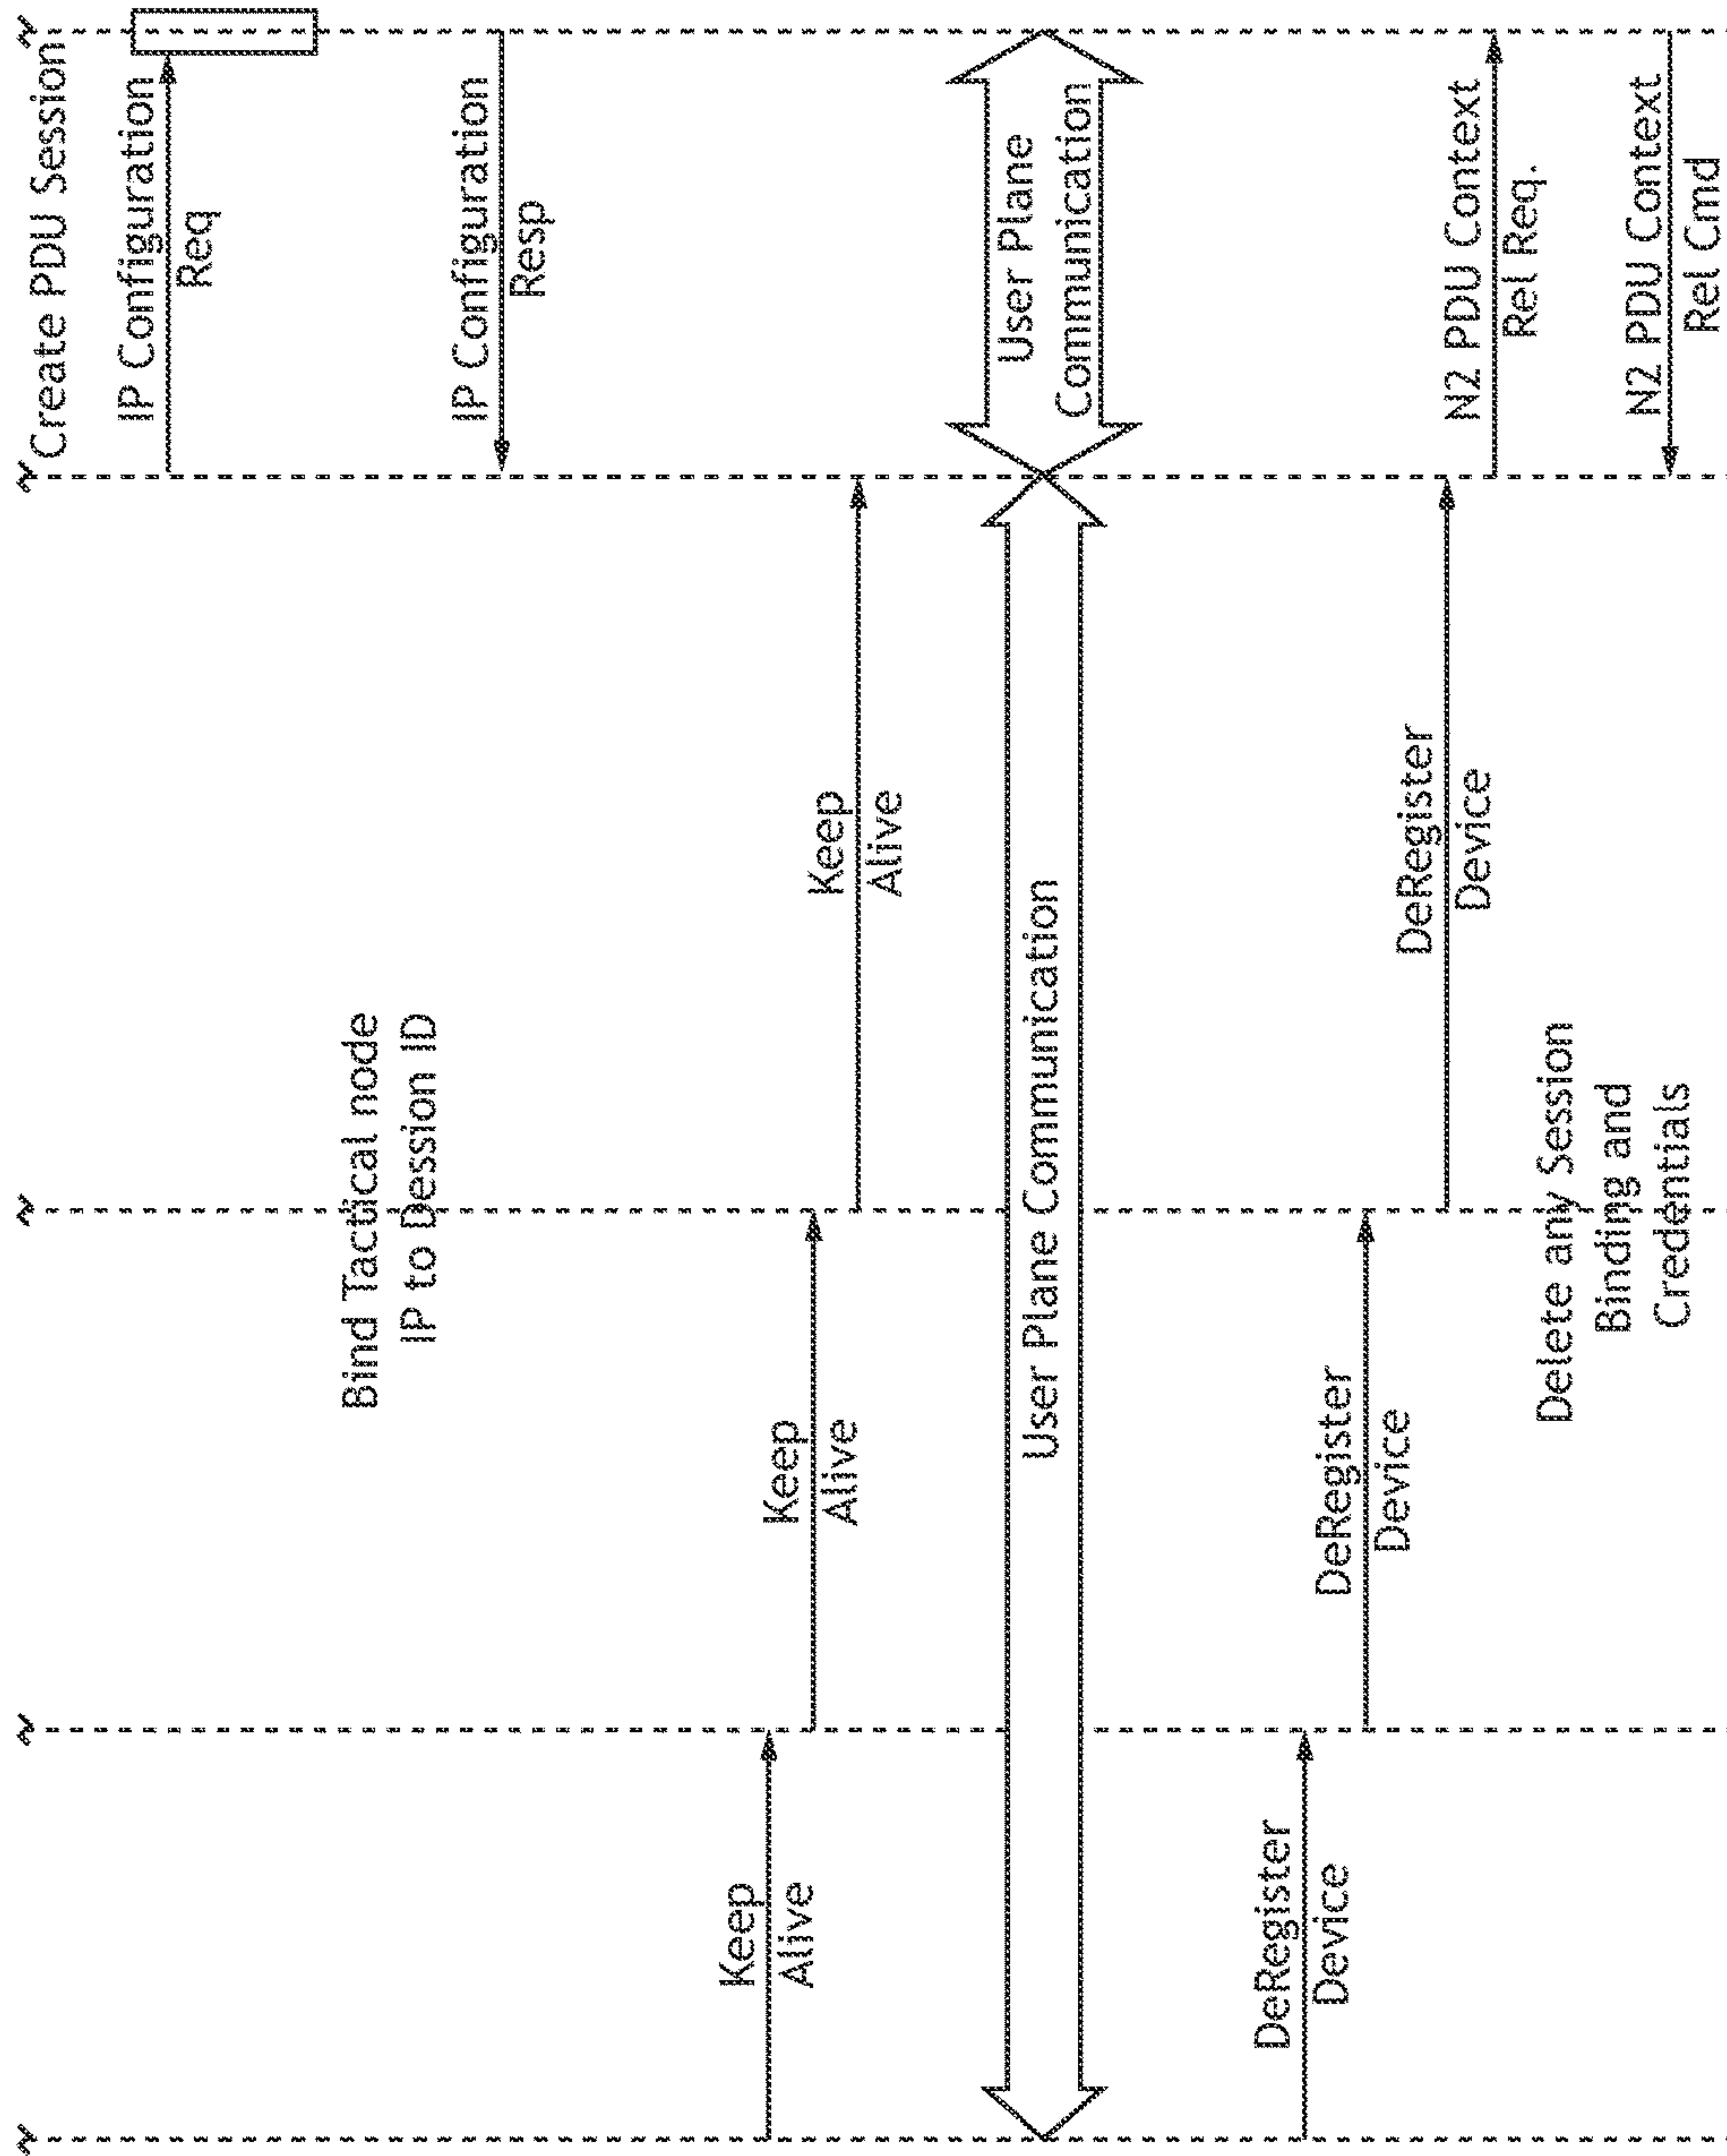 Create PDU Session
IP Configuration
Req
Bind Tactical node
IP to Dession ID
IP Configuration
Resp
Keep
Alive
Keep
Alive
Keep
Alive
User Plane Communication
User Plane
Communication
DeRegister
Device
DeRegister
Device
DeRegister
Device
N2 PDU Context
Rel Req.
Delete any Session
Binding and
Credentials
N2 PDU Context
Rel Cmd